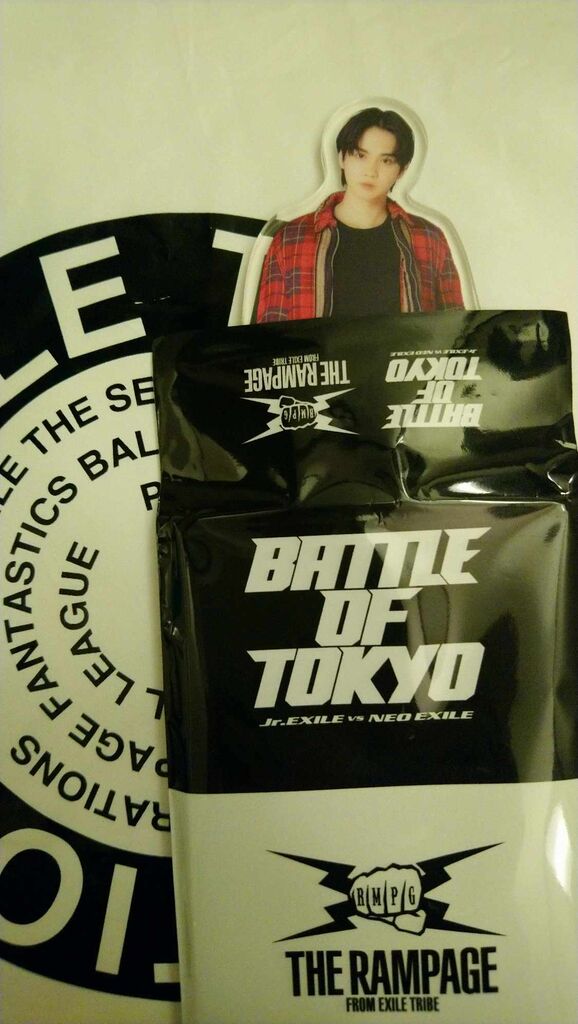 LE
LE THE SE
FANTASTICS BAL
P
L LEAGUE
RATIONS
PAGE
IO
THE RAMPAGE
FROM EXILE TRIBE
RMPG
BATTLE
OF
TOKYO
Jr.EXILE VS NEO EXILE
BATTLE
OF
TOKYO
Jr.EXILE VS NEO EXILE
RMPG
THE RAMPAGE
FROM EXILE TRIBE